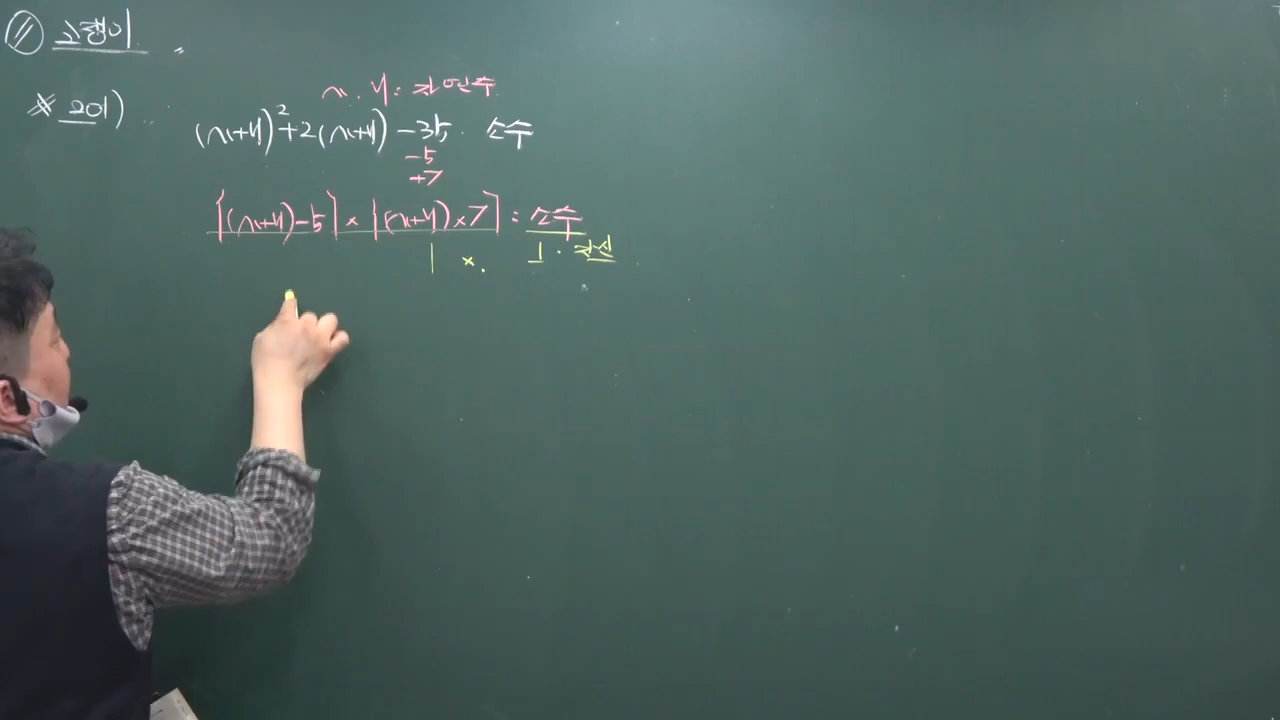 // 고쟁이
※ 201)
x, y : 자연수
(x+y)²+2(x+y) -35. 소수
-5
+7
[(x+y)-5] × [(x+y)×7] : 소수
1 × . 1 · 자신